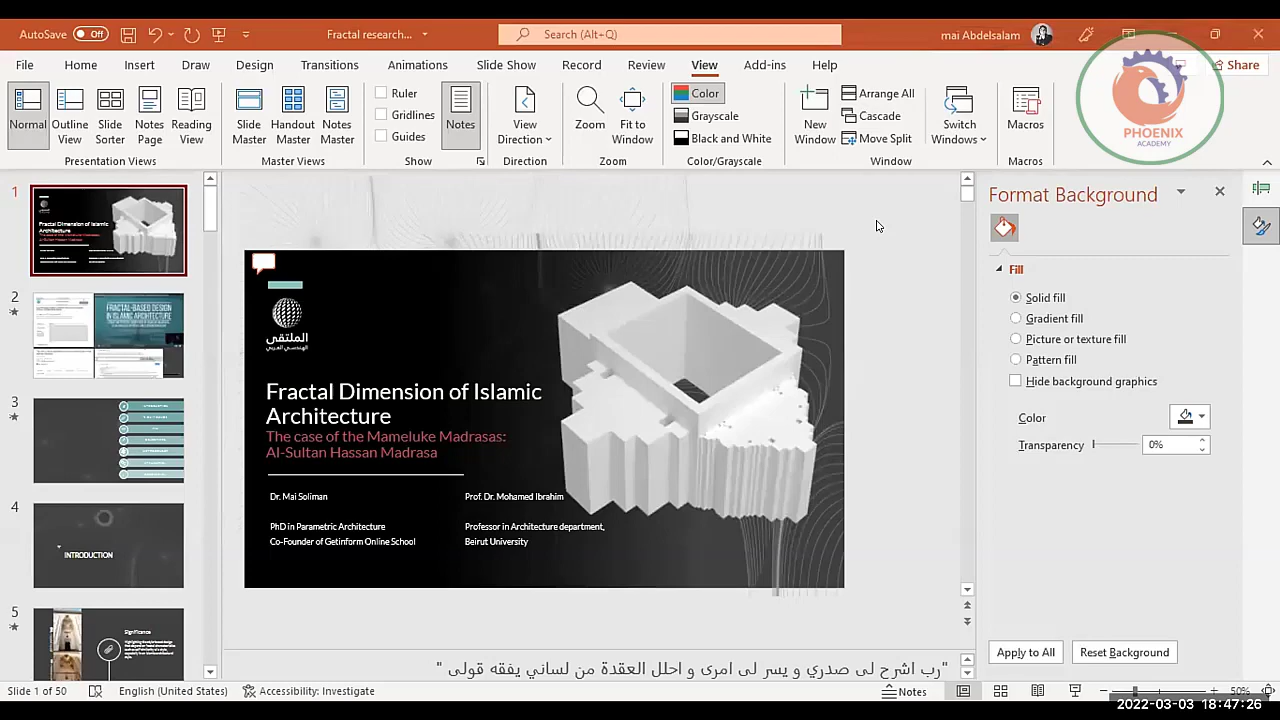 AutoSave Off
Fractal research...
Search (Alt+Q)
mai Abdelsalam
File Home Insert Draw Design Transitions Animations Slide Show Record Review View Add-ins Help
Share
Normal
Outline View
Slide Sorter
Notes Page
Reading View
Presentation Views
Slide Master
Handout Master
Notes Master
Master Views
Ruler
Gridlines
Guides
Show
Notes
View Direction
Direction
Zoom
Fit to Window
Zoom
Color
Grayscale
Black and White
Color/Grayscale
New Window
Arrange All
Cascade
Move Split
Window
Switch Windows
Macros
Macros
PHOENIX
ACADEMY
1
2
FRACTAL-BASED DESIGN
IN ISLAMIC ARCHITECTURE
3
4
INTRODUCTION
5
Significance
الملتقى
الهندسي العربي
Fractal Dimension of Islamic
Architecture
The case of the Mameluke Madrasas:
Al-Sultan Hassan Madrasa
Dr. Mai Soliman
PhD in Parametric Architecture
Co-Founder of Getinform Online School
Prof. Dr. Mohamed Ibrahim
Professor in Architecture department,
Beirut University
"رب اشرح لى صدري و يسر لى امرى و احلل العقدة من لساني يفقه قولى "
Format Background
Fill
Solid fill
Gradient fill
Picture or texture fill
Pattern fill
Hide background graphics
Color
Transparency 0%
Apply to All
Reset Background
Slide 1 of 50
English (United States)
Accessibility: Investigate
Notes
50%
2022-03-03 18:47:26